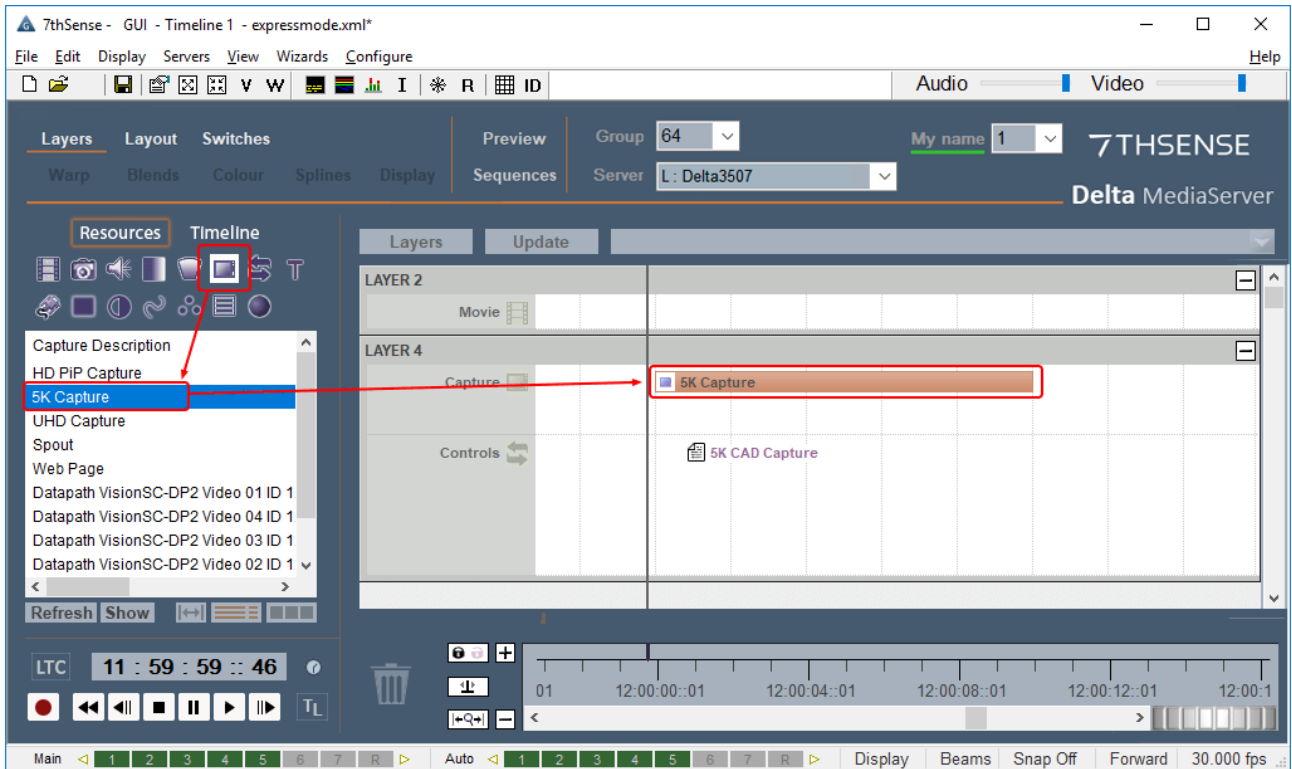 7thSense - GUI - Timeline 1 - expressmode.xml*
File Edit Display Servers View Wizards Configure Help
V W I R ID Audio Video
Layers Layout Switches Preview Group 64 My name 1 7THSENSE
Warp Blends Colour Splines Display Sequences Server L : Delta3507
Delta MediaServer
Resources Timeline
Layers Update
T
LAYER 2
Movie
Capture Description
LAYER 4
HD PiP Capture
Capture 5K Capture
5K Capture
UHD Capture
Spout
Controls 5K CAD Capture
Web Page
Datapath VisionSC-DP2 Video 01 ID 1
Datapath VisionSC-DP2 Video 04 ID 1
Datapath VisionSC-DP2 Video 03 ID 1
Datapath VisionSC-DP2 Video 02 ID 1
Refresh Show
LTC 11 : 59 : 59 :: 46
01 12:00:00::01 12:00:04::01 12:00:08::01 12:00:12::01 12:00:1
TL
Main 1 2 3 4 5 6 7 R Auto 1 2 3 4 5 6 7 R Display Beams Snap Off Forward 30.000 fps